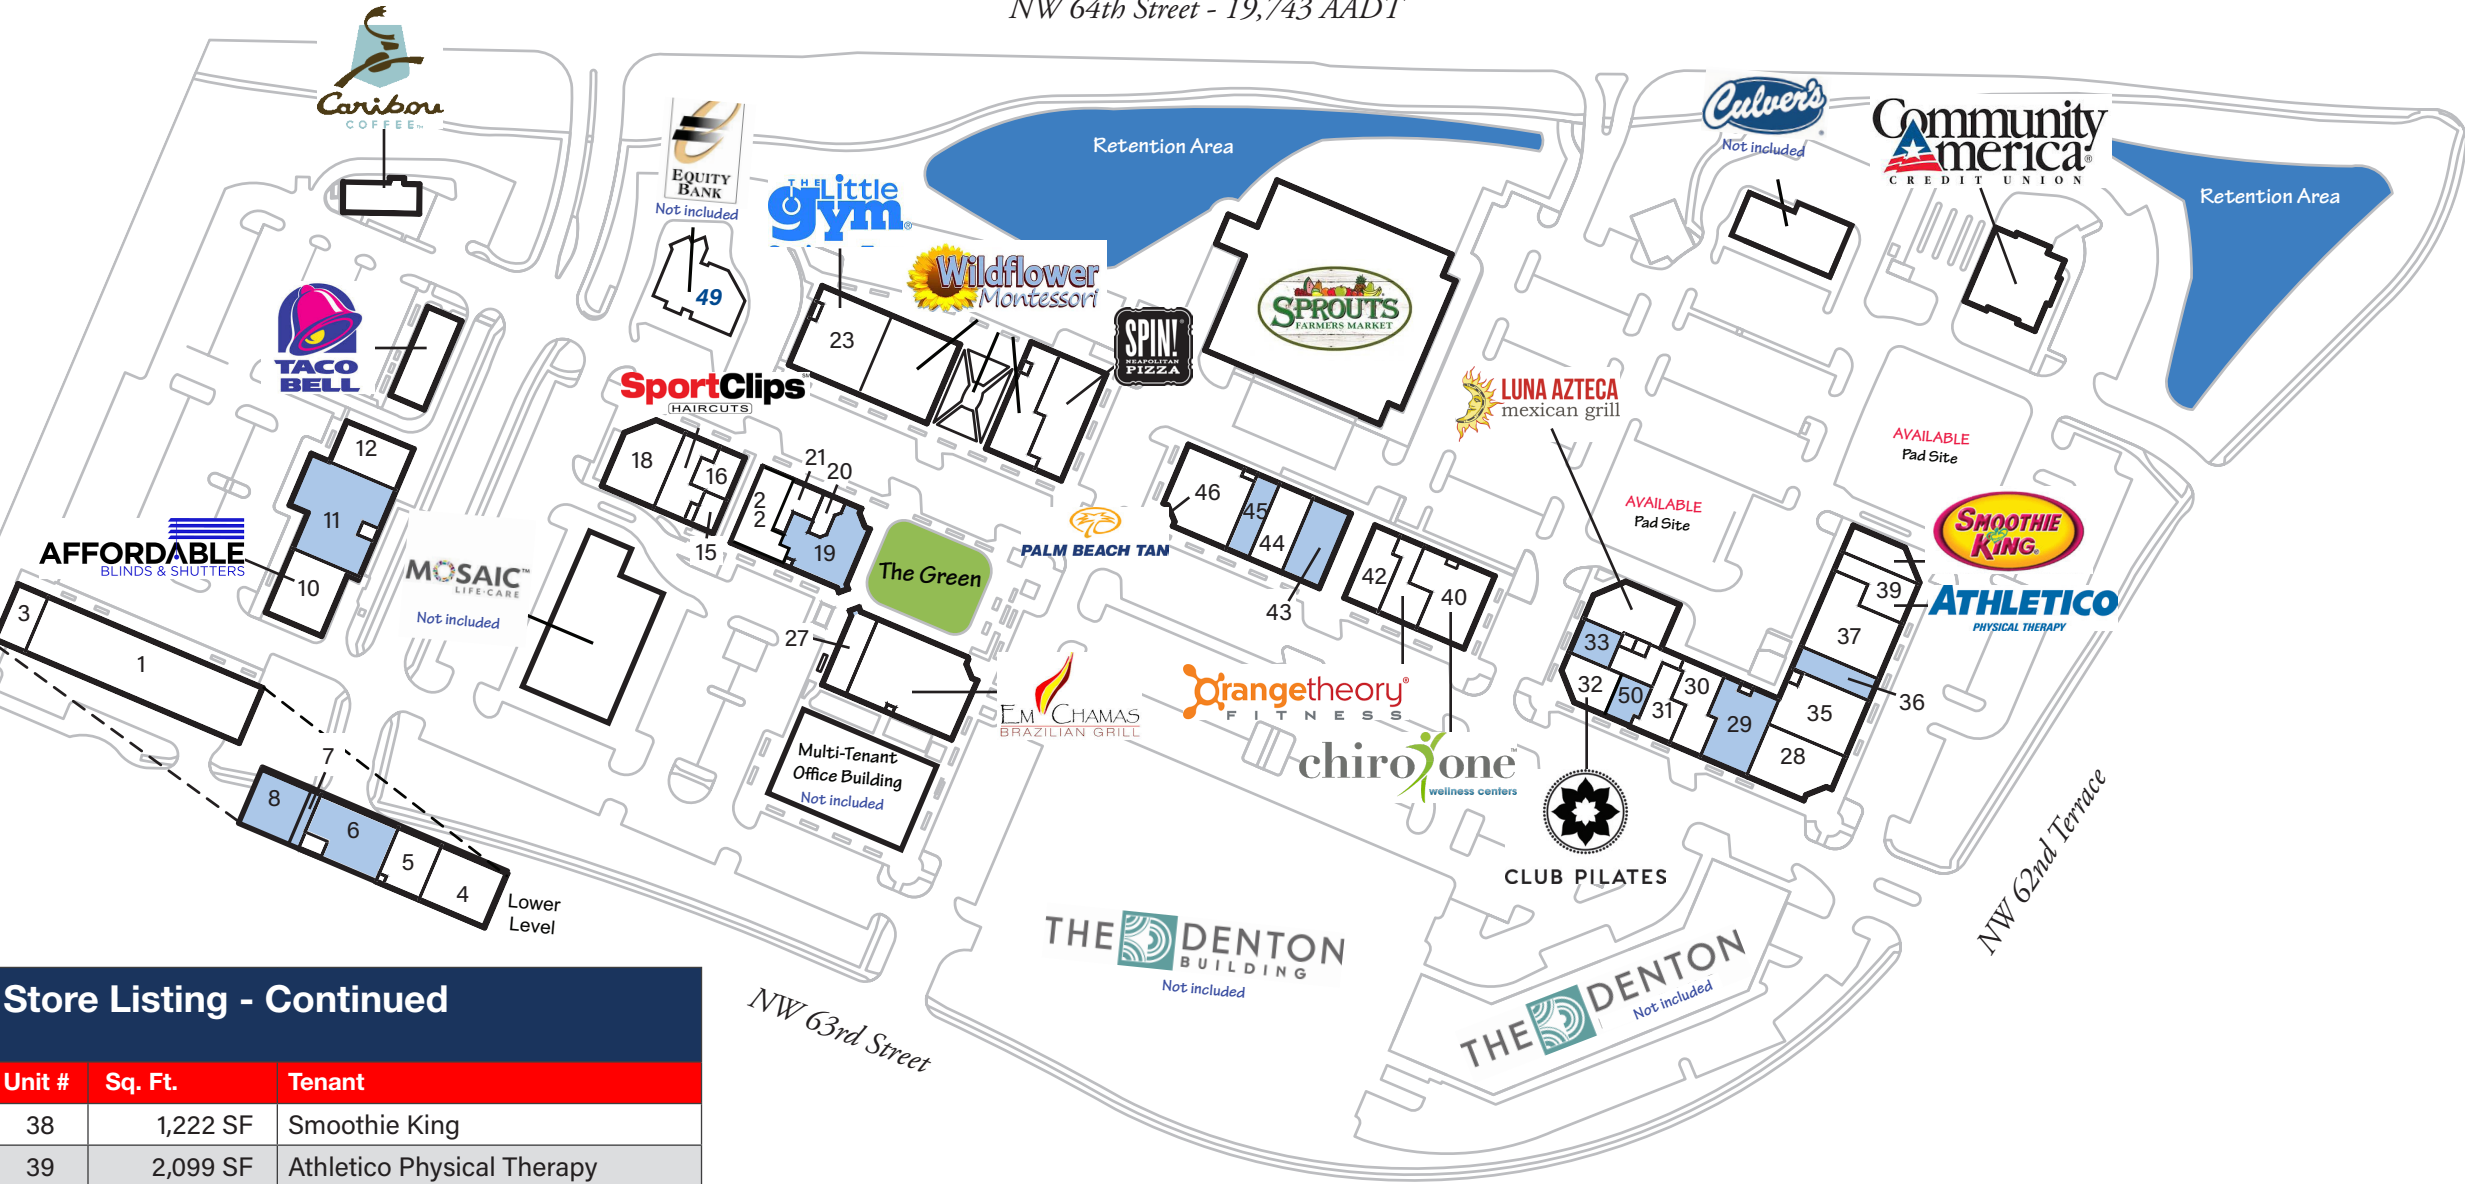 NW 64th Street - 19,743 AADT
Caribou
COFFEE™
EQUITY
BANK
Not included
49
THE Little
gym®
Wildflower
Montessori
23
SPIN!
NEAPOLITAN
PIZZA
Retention Area
SPROUTS
FARMERS MARKET
Culver's
Not included
Community
America®
CREDIT UNION
Retention Area
TACO
BELL
SportClips
HAIRCUTS
LUNA AZTECA
mexican grill
AVAILABLE
Pad Site
AVAILABLE
Pad Site
12
11
10
AFFORDABLE
BLINDS & SHUTTERS
MOSAIC™
LIFE·CARE
Not included
18
16
15
21
20
2
2
19
The Green
PALM BEACH TAN
46
45
44
43
42
40
SMOOTHIE
KING®
ATHLETICO
PHYSICAL THERAPY
39
37
36
35
28
3
1
27
EM CHAMAS
BRAZILIAN GRILL
Orangetheory®
FITNESS
chiro one™
wellness centers
33
32
50
31
30
29
CLUB PILATES
Multi-Tenant
Office Building
Not included
7
8
6
5
4
Lower
Level
NW 62nd Terrace
THE DENTON
BUILDING
Not included
THE DENTON
Not included
NW 63rd Street
Store Listing - Continued
Unit # Sq. Ft. Tenant
38 1,222 SF Smoothie King
39 2,099 SF Athletico Physical Therapy